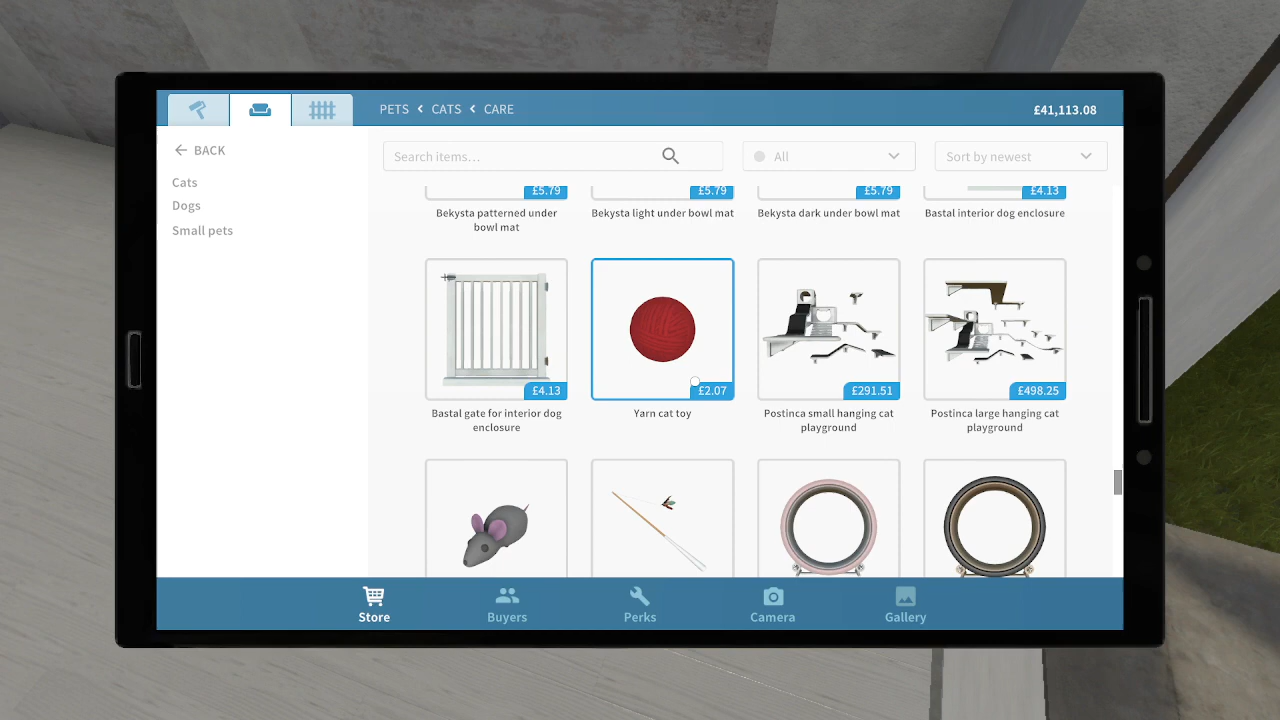 PETS < CATS < CARE
£41,113.08
BACK
Search items...
All
Sort by newest
Cats
Dogs
Small pets
£5.79
£5.79
£5.79
£4.13
Bekysta patterned under
bowl mat
Bekysta light under bowl mat
Bekysta dark under bowl mat
Bastal interior dog enclosure
£4.13
£2.07
£291.51
£498.25
Bastal gate for interior dog
enclosure
Yarn cat toy
Postinca small hanging cat
playground
Postinca large hanging cat
playground
Store
Buyers
Perks
Camera
Gallery